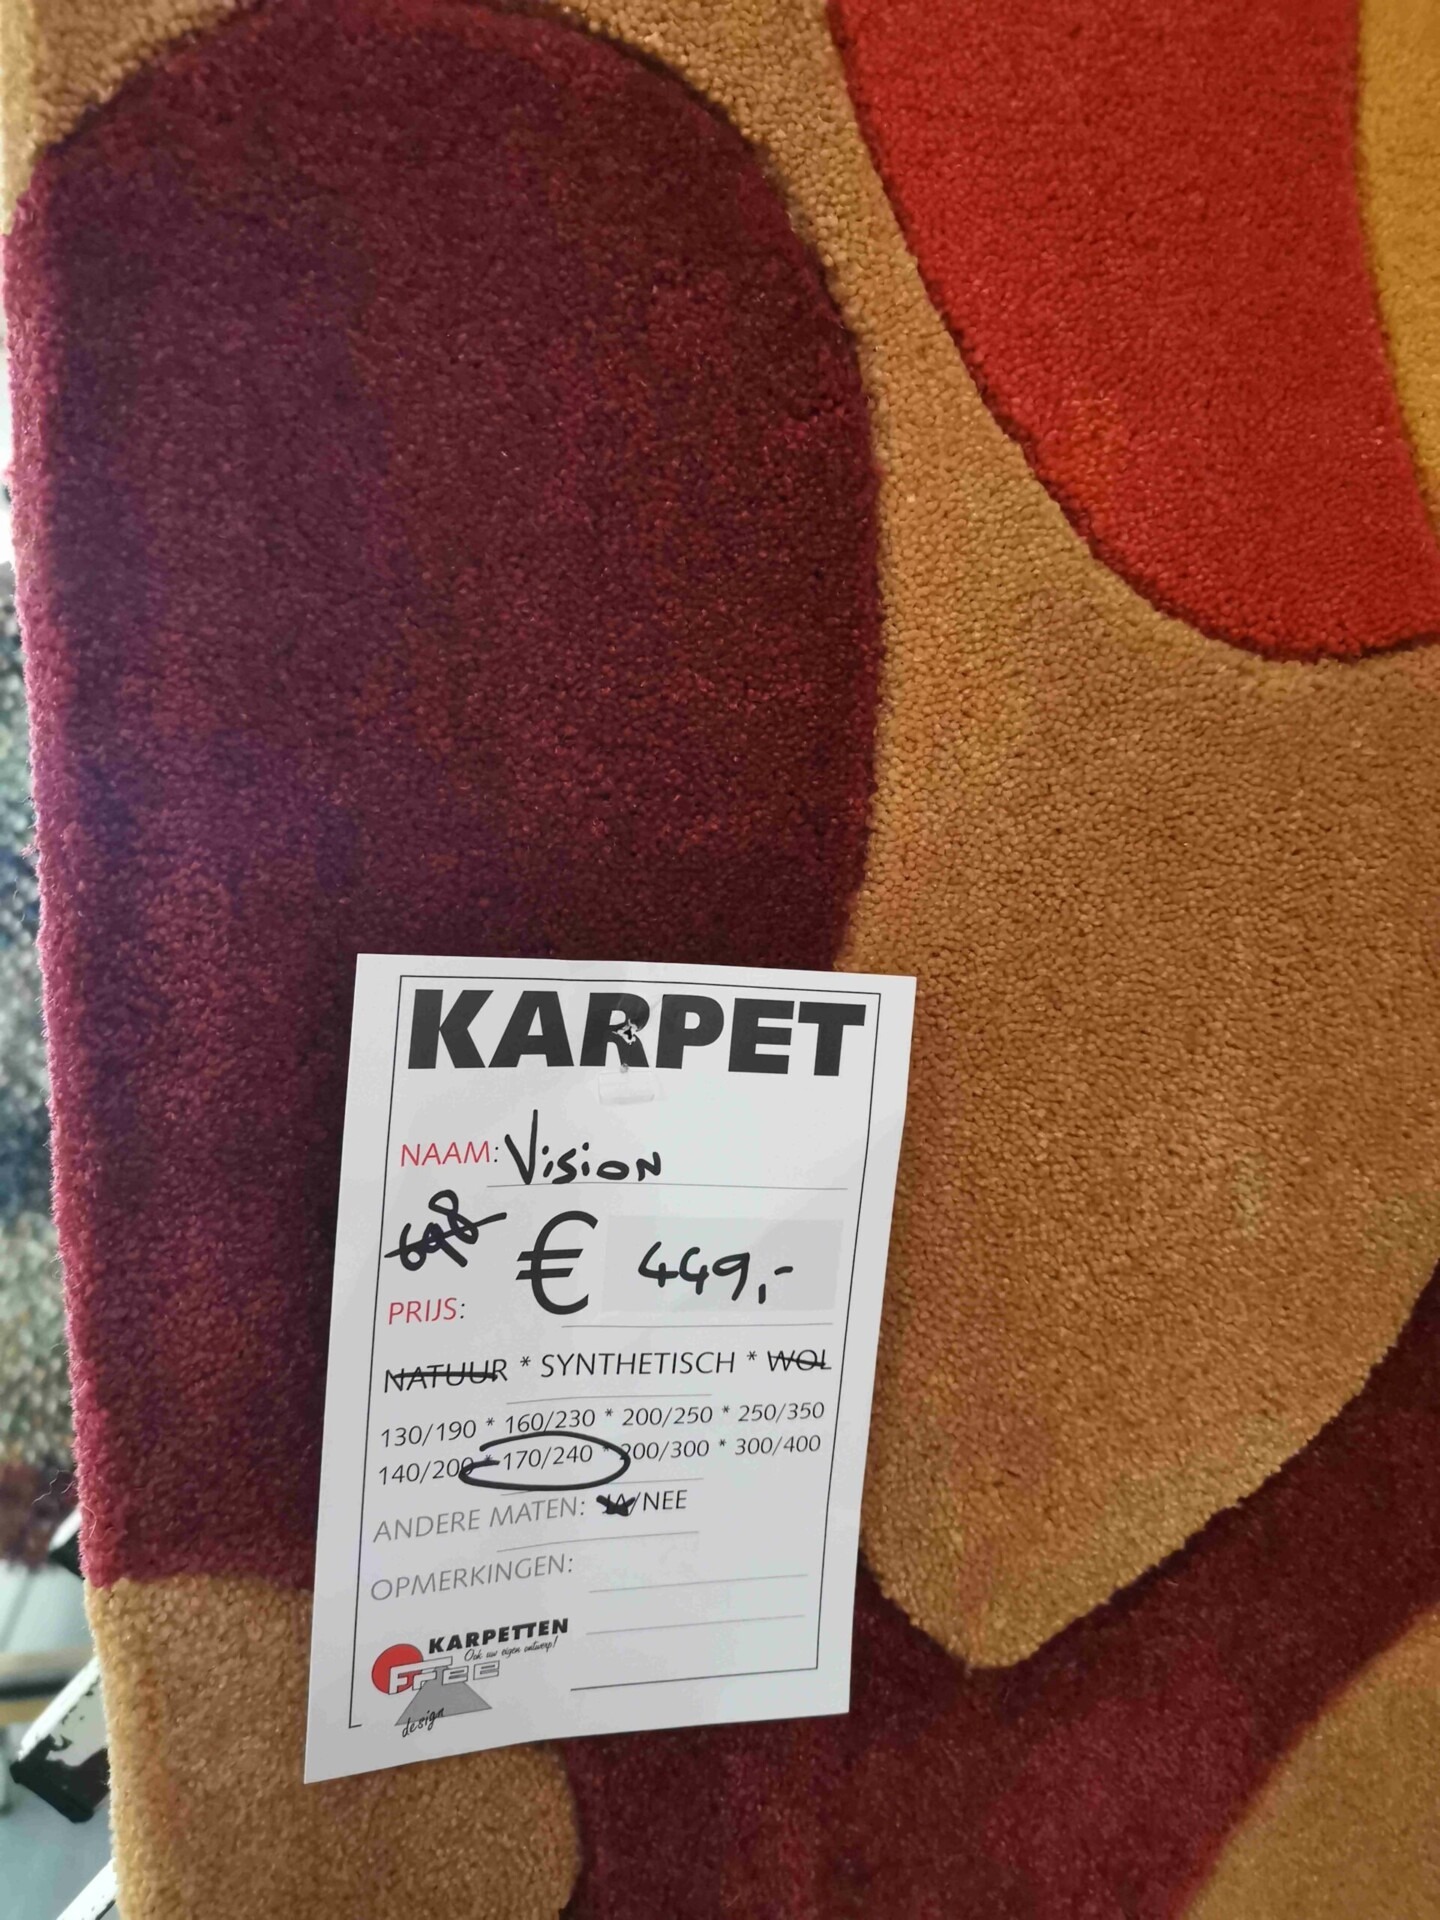 KARPET
NAAM: Vision
698
€ 449,-
PRIJS:
NATUUR * SYNTHETISCH * WOL
130/190 * 160/230 * 200/250 * 250/350
140/200 * 170/240 * 200/300 * 300/400
ANDERE MATEN: JA/NEE
OPMERKINGEN:
KARPETTEN
Ook uw eigen ontwerp!
FFREE
design